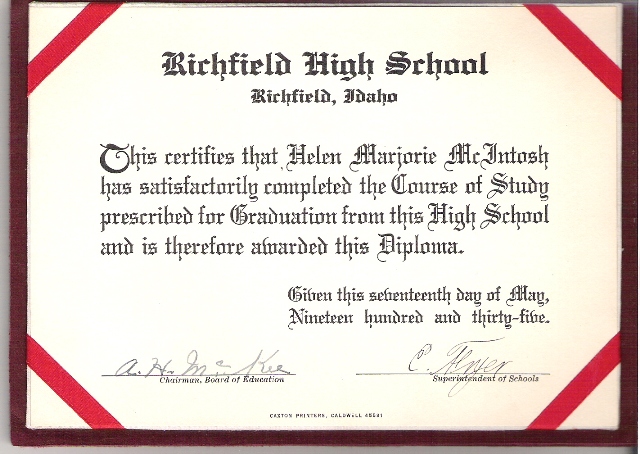 Richfield High School
Richfield, Idaho
This certifies that Helen Marjorie McIntosh
has satisfactorily completed the Course of Study
prescribed for Graduation from this High School
and is therefore awarded this Diploma.
Given this seventeenth day of May,
Nineteen hundred and thirty-five.
A. H. McKee
Chairman, Board of Education
C.
Superintendent of Schools
CAXTON PRINTERS, CALDWELL